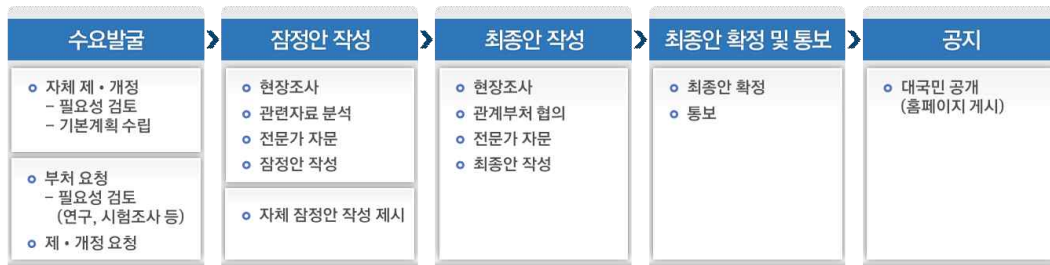 수요발굴
자체 제・개정
– 필요성 검토
– 기본계획 수립
부처 요청
– 필요성 검토
(연구, 시험조사 등)
제・개정 요청
잠정안 작성
현장조사
관련자료 분석
전문가 자문
잠정안 작성
자체 잠정안 작성 제시
최종안 작성
현장조사
관계부처 협의
전문가 자문
최종안 작성
최종안 확정 및 통보
최종안 확정
통보
공지
대국민 공개
(홈페이지 게시)